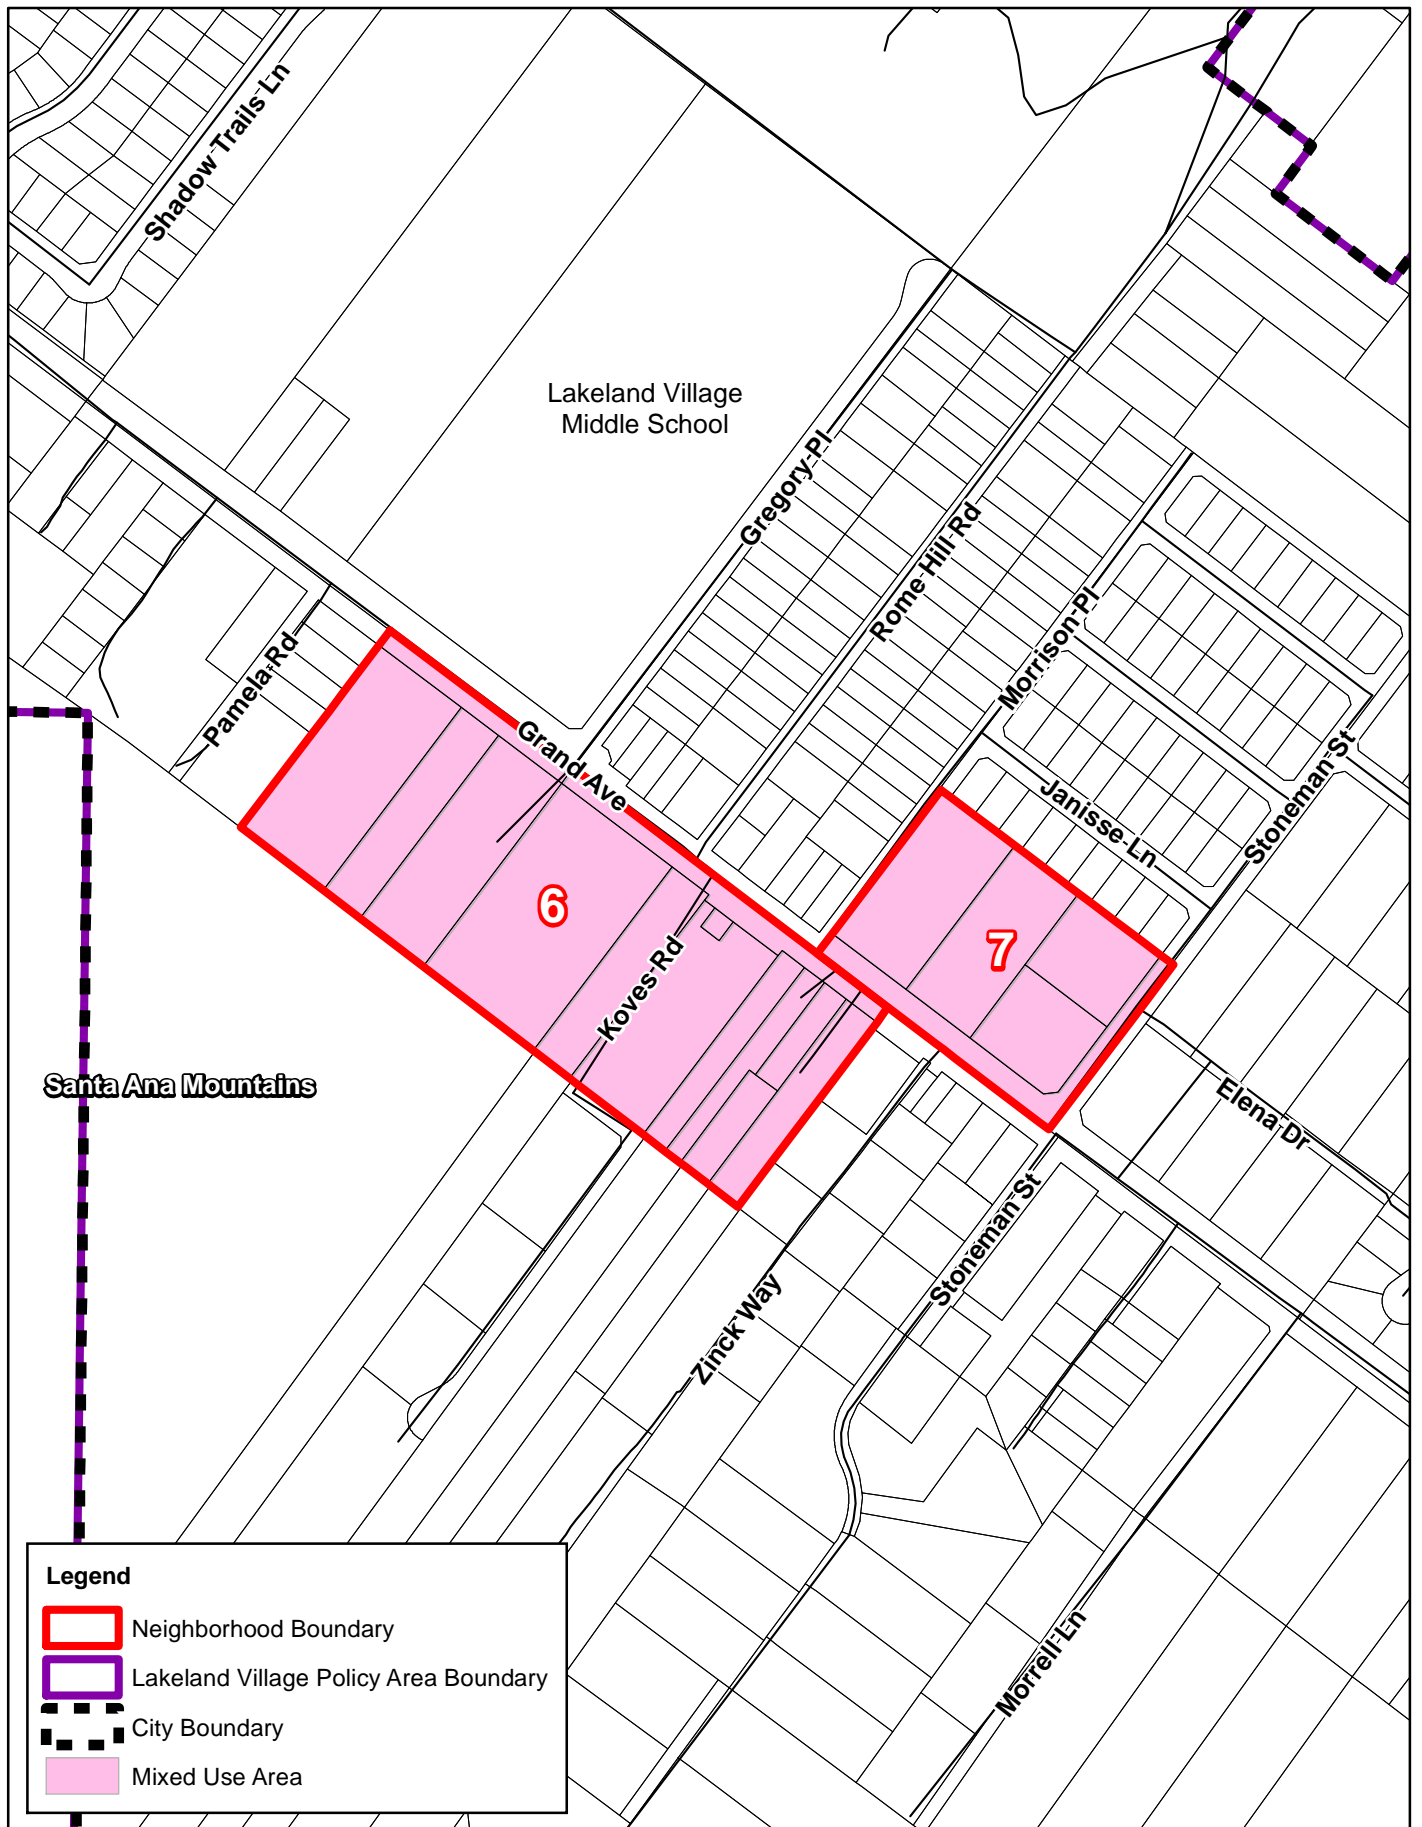 Shadow Trails Ln
Lakeland Village
Middle School
Gregory Pl
Rome Hill Rd
Morrison Pl
Pamela Rd
Grand Ave
Janisse Ln
Stoneman St
6
7
Koves Rd
Santa Ana Mountains
Elena Dr
Stoneman St
Zinck Way
Morrell Ln
Legend
Neighborhood Boundary
Lakeland Village Policy Area Boundary
City Boundary
Mixed Use Area